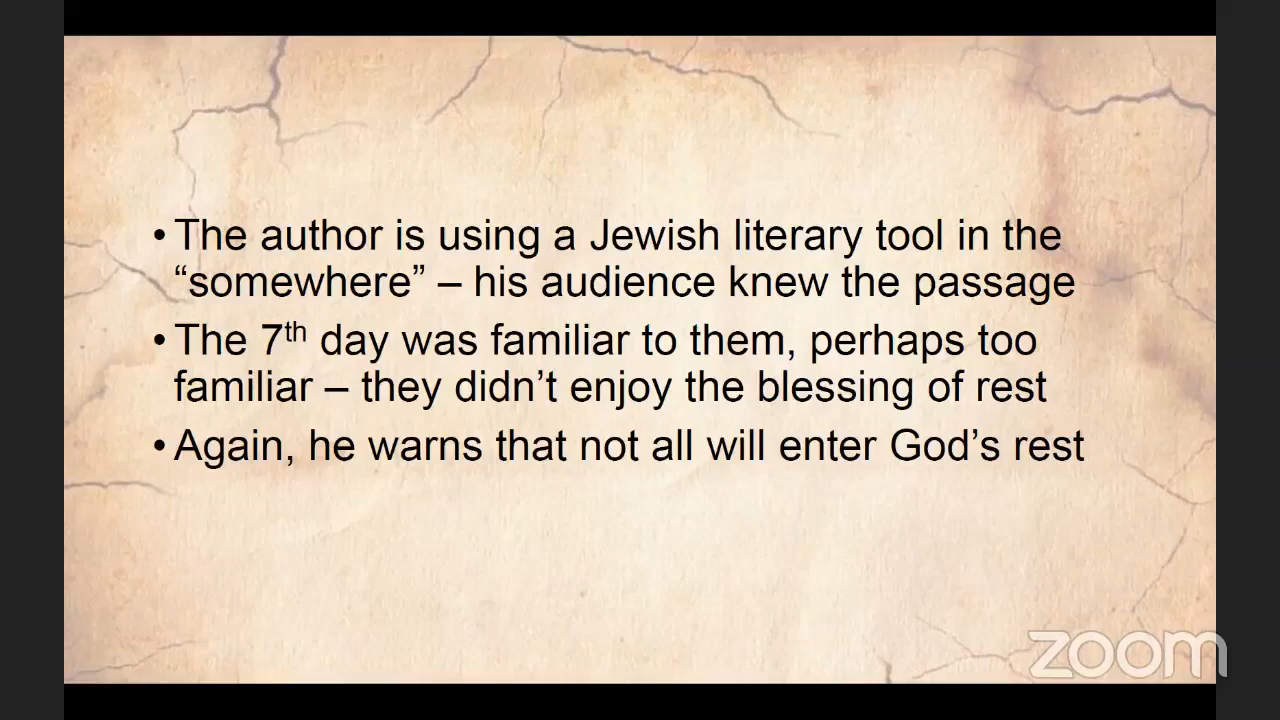 • The author is using a Jewish literary tool in the
“somewhere” – his audience knew the passage
• The 7th day was familiar to them, perhaps too
familiar – they didn’t enjoy the blessing of rest
• Again, he warns that not all will enter God’s rest
zoom